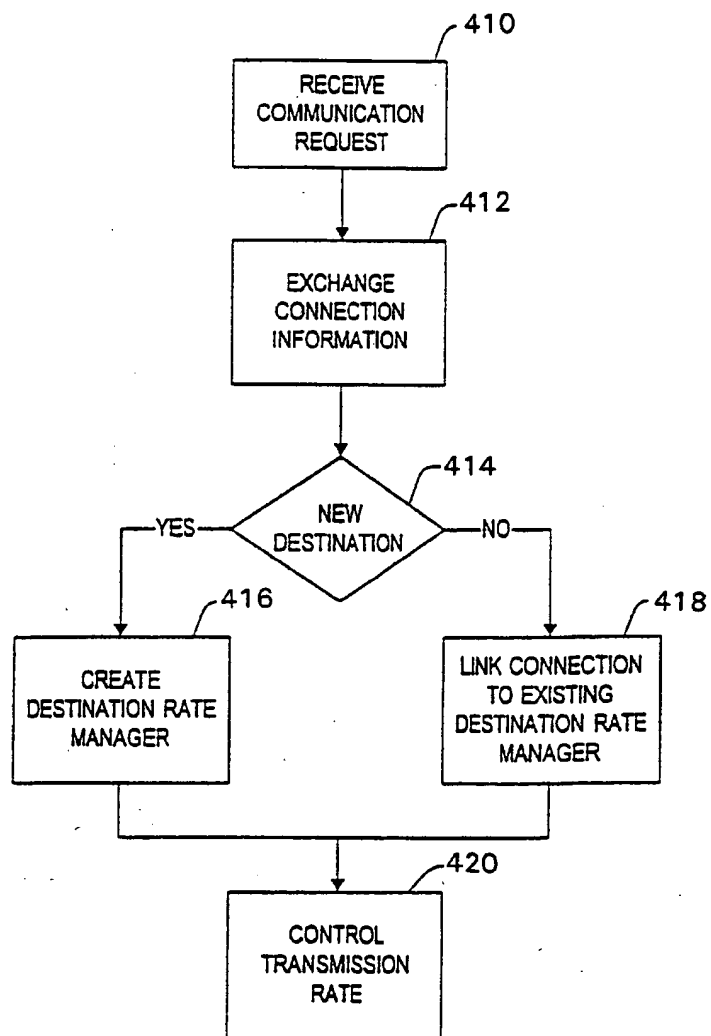 410
RECEIVE
COMMUNICATION
REQUEST
412
EXCHANGE
CONNECTION
INFORMATION
414
NEW
DESTINATION
YES
NO
416
CREATE
DESTINATION RATE
MANAGER
418
LINK CONNECTION
TO EXISTING
DESTINATION RATE
MANAGER
420
CONTROL
TRANSMISSION
RATE